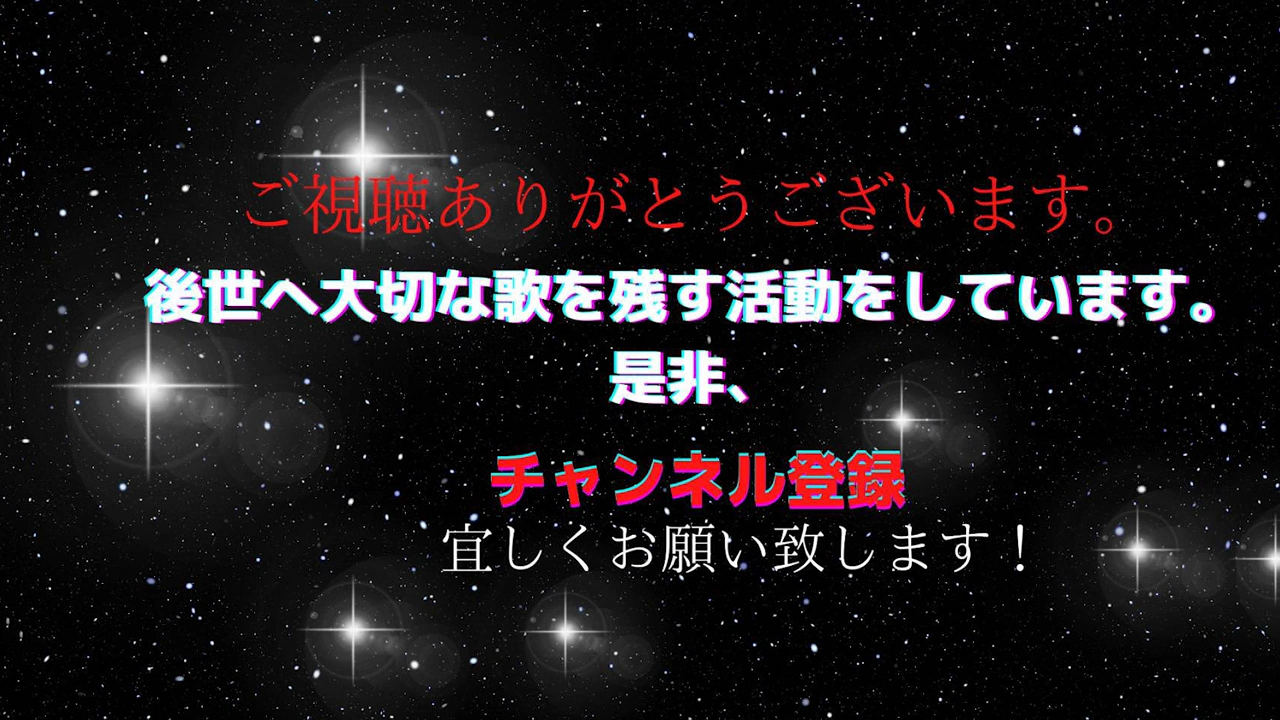 ご視聴ありがとうございます。
後世へ大切な歌を残す活動をしています。
是非、
チャンネル登録
宜しくお願い致します！